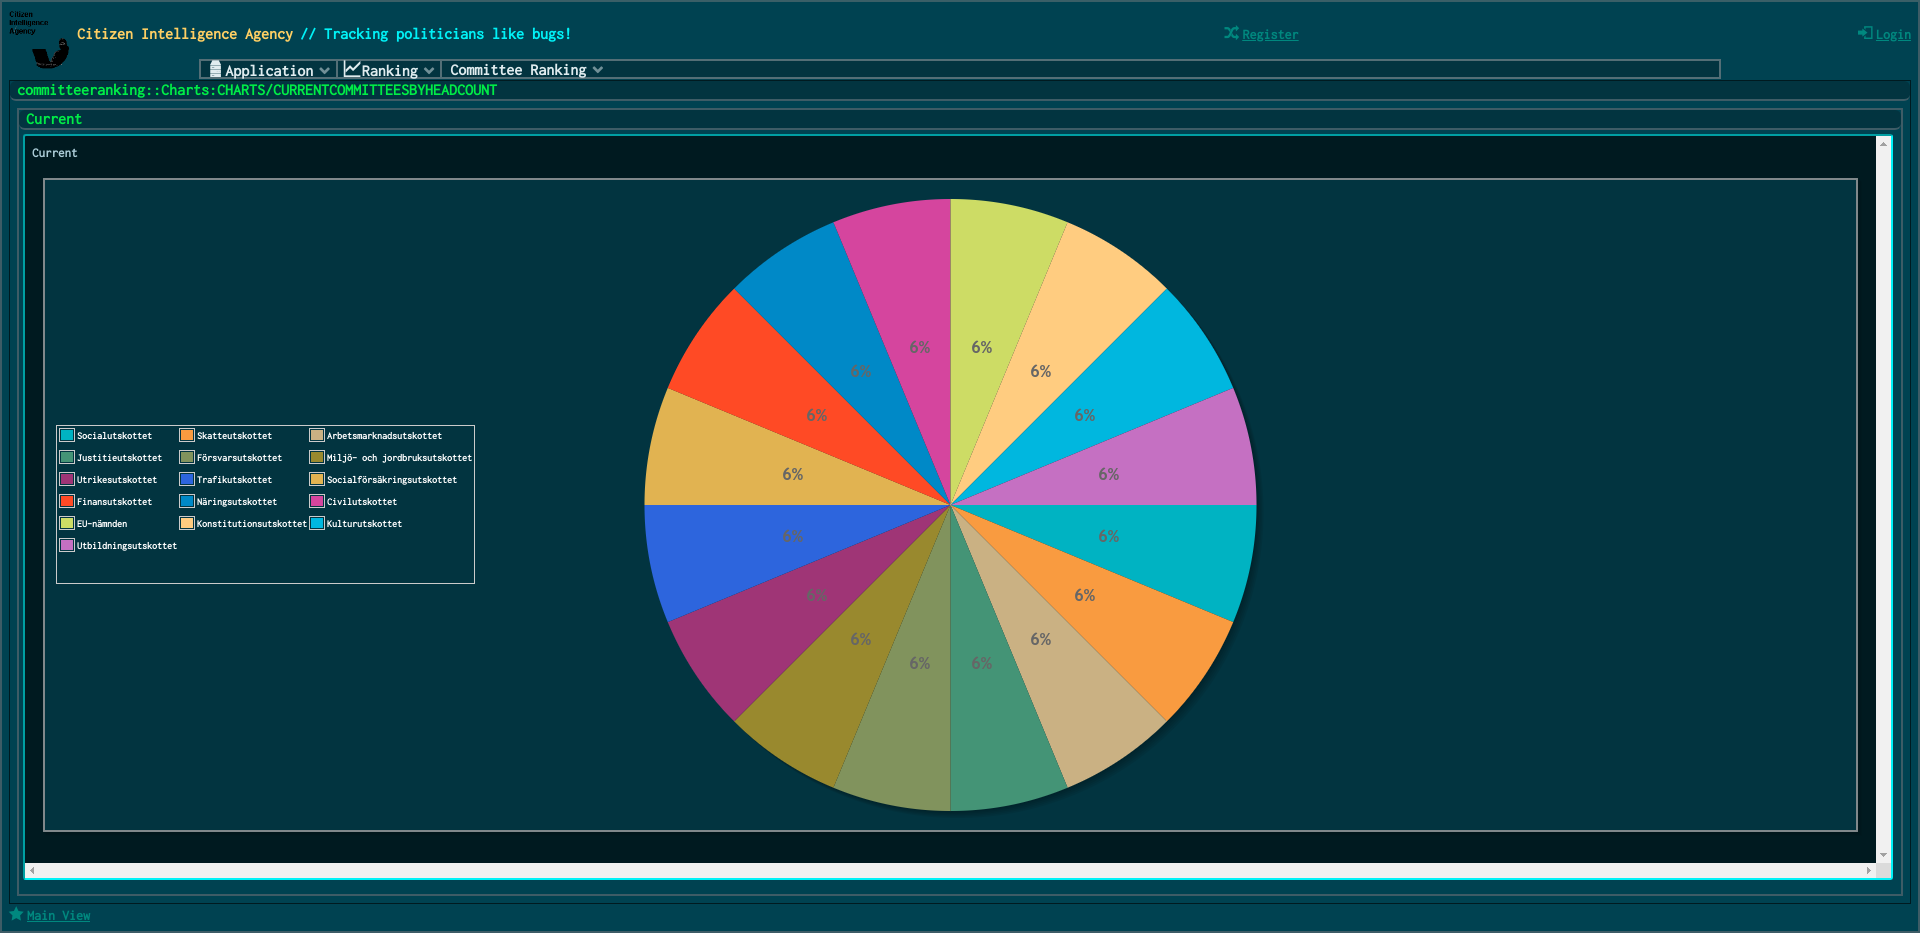 Citizen
Intelligence
Agency
Citizen Intelligence Agency // Tracking politicians like bugs!
Register
Login
Application
Ranking
Committee Ranking
committeeranking::Charts:CHARTS/CURRENTCOMMITTEESBYHEADCOUNT
Current
Current
6% 6%
6% 6%
6% 6%
6% 6%
6% 6%
6% 6%
6% 6%
6% 6%
Socialutskottet Skatteutskottet Arbetsmarknadsutskottet
Justitieutskottet Försvarsutskottet Miljö- och jordbruksutskottet
Utrikesutskottet Trafikutskottet Socialförsäkringsutskottet
Finansutskottet Näringsutskottet Civilutskottet
EU-nämnden Konstitutionsutskottet Kulturutskottet
Utbildningsutskottet
Main View